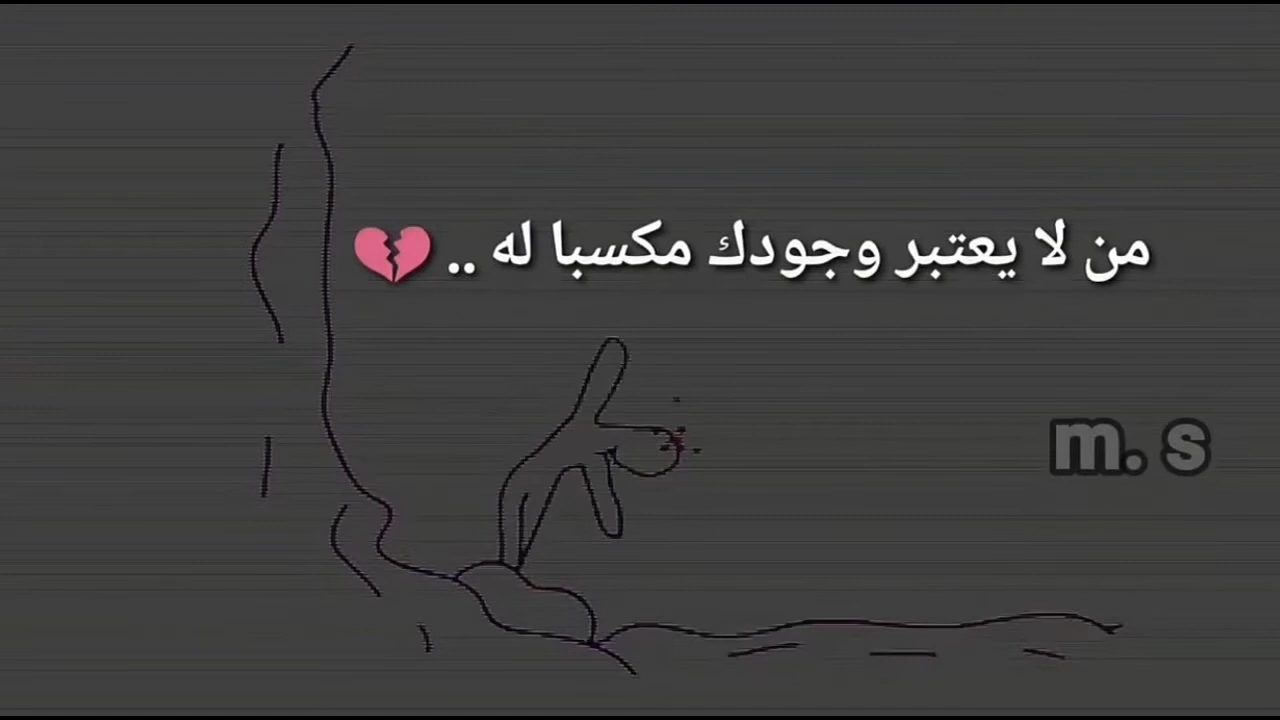 من لا يعتبر وجودك مكسبا له .. 💔
m. s